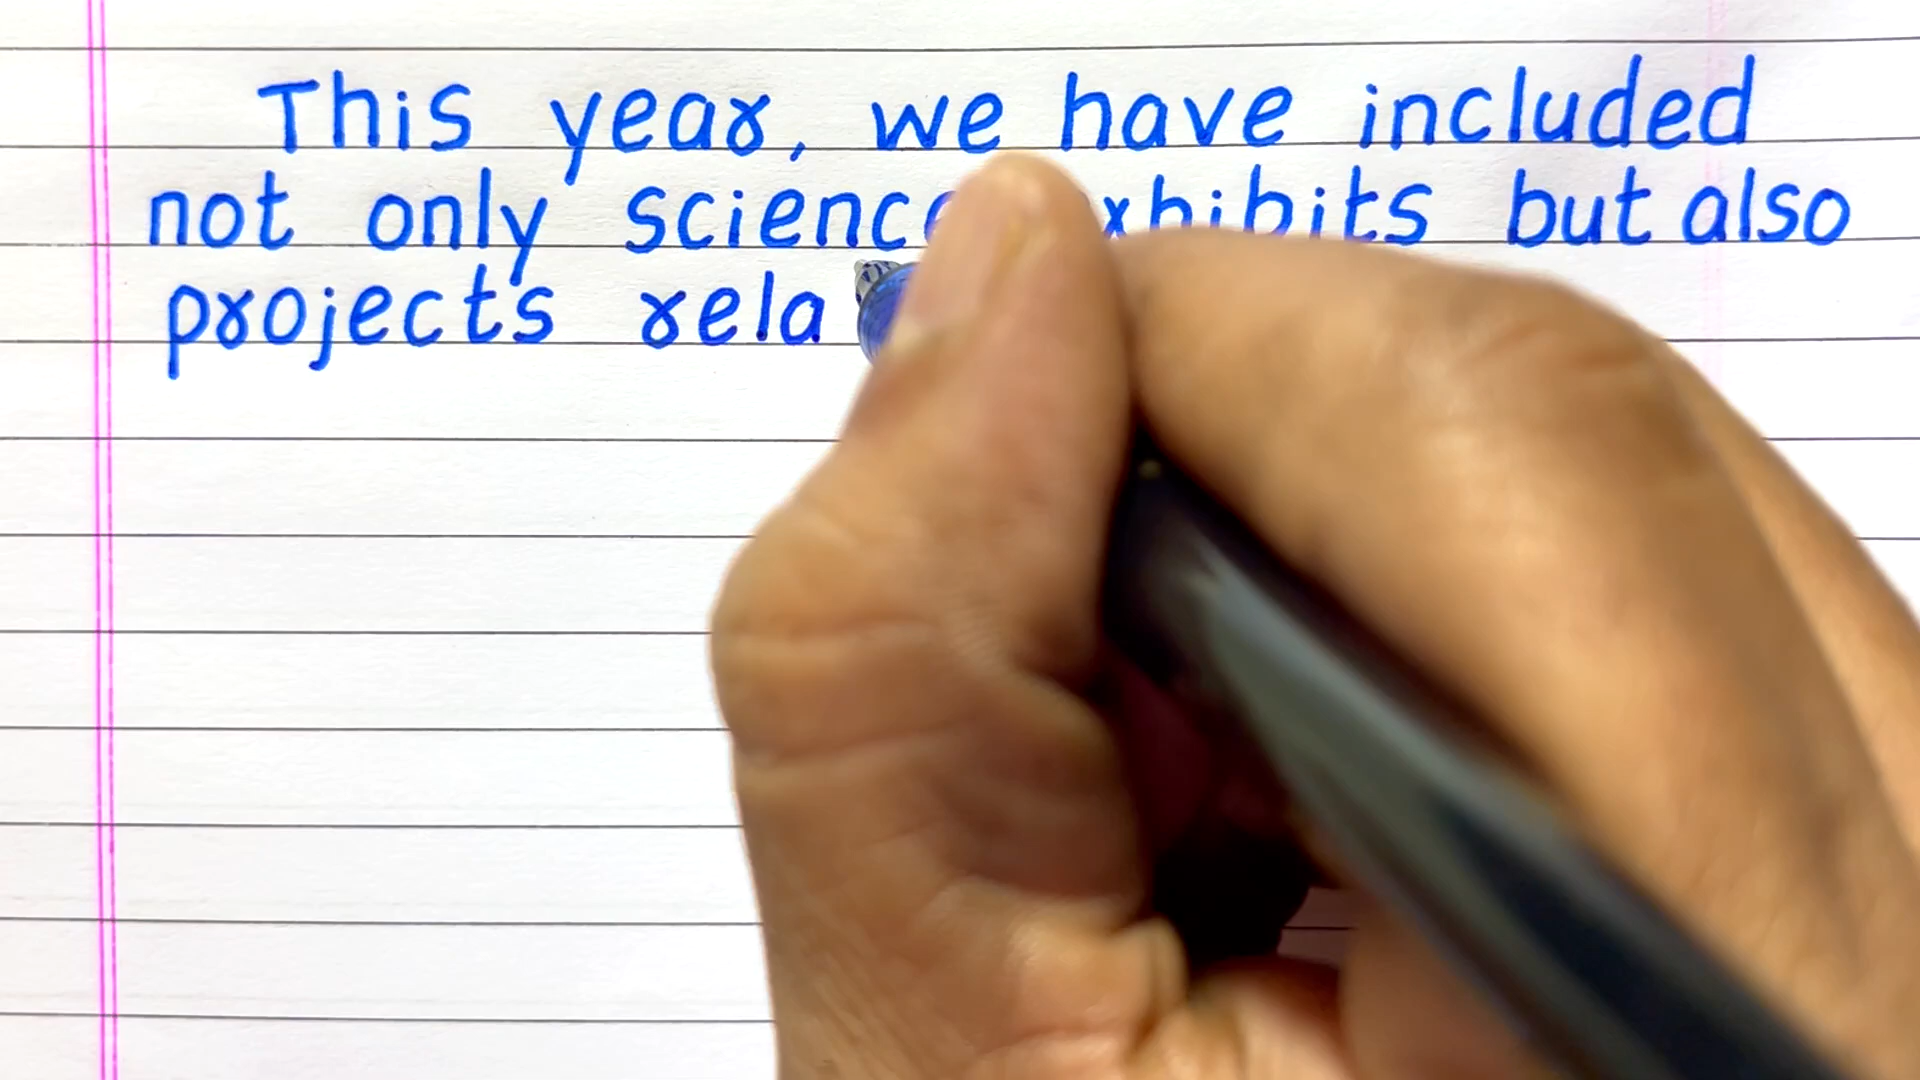 This year, we have included
not only science exhibits but also
projects rela